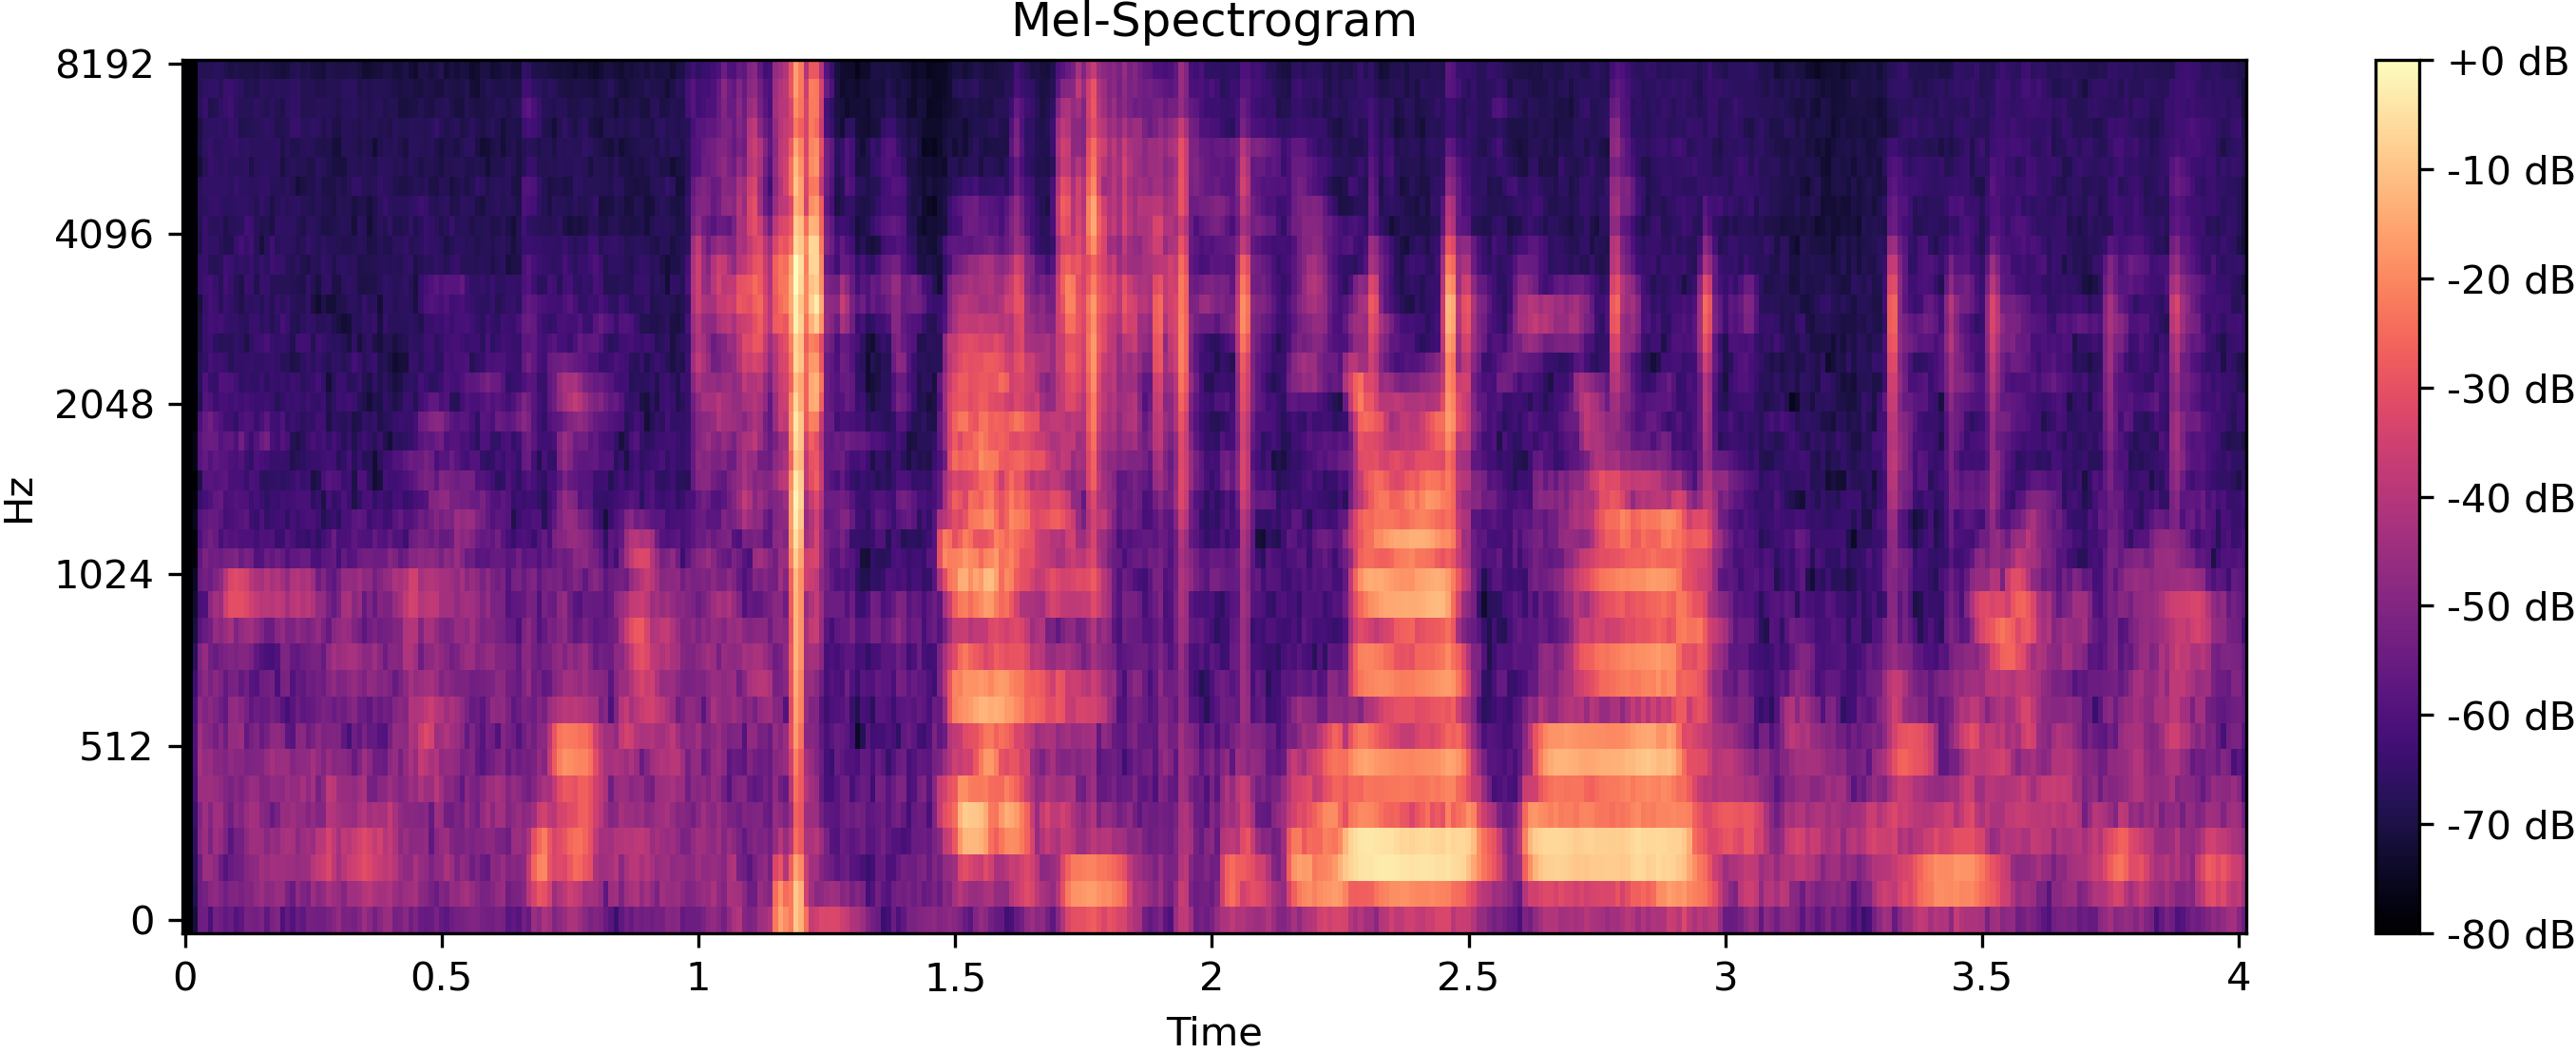 Mel-Spectrogram
8192
4096
2048
1024
512
0
Hz
0 0.5 1 1.5 2 2.5 3 3.5 4
Time
+0 dB
-10 dB
-20 dB
-30 dB
-40 dB
-50 dB
-60 dB
-70 dB
-80 dB